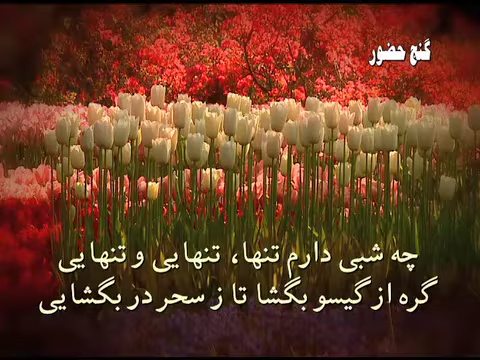 گنج حضور
چه شبی دارم تنها، تنهایی و تنهایی
گره از گیسو بگشا تا ز سحر در بگشایی